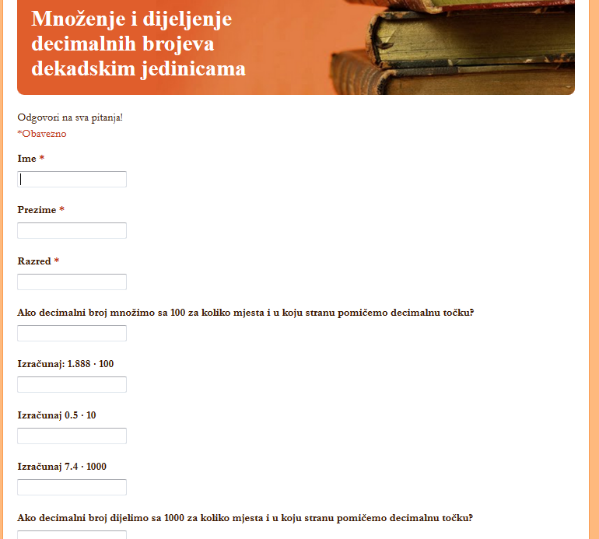 Množenje i dijeljenje
decimalnih brojeva
dekadskim jedinicama
Odgovori na sva pitanja!
*Obavezno
Ime *
Prezime *
Razred *
Ako decimalni broj množimo sa 100 za koliko mjesta i u koju stranu pomičemo decimalnu točku?
Izračunaj: 1.888 · 100
Izračunaj 0.5 · 10
Izračunaj 7.4 · 1000
Ako decimalni broj dijelimo sa 1000 za koliko mjesta i u koju stranu pomičemo decimalnu točku?